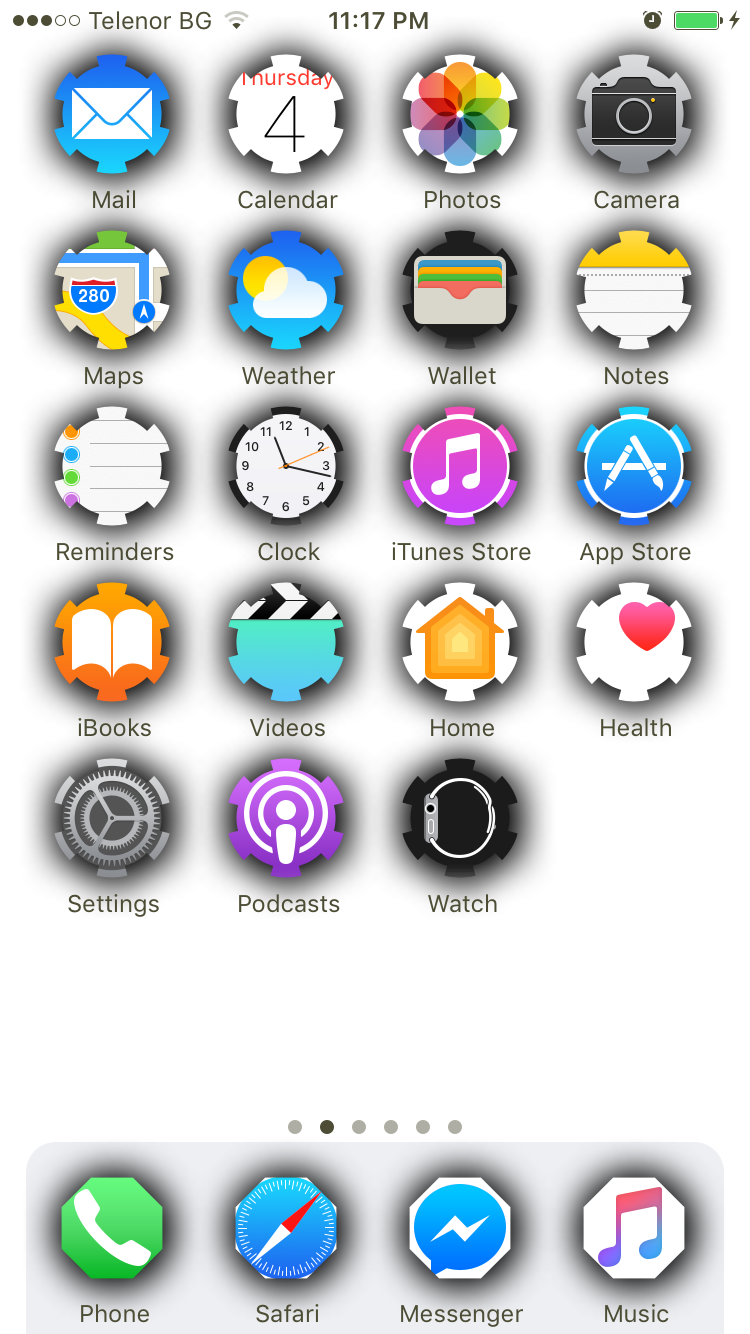 Telenor BG 11:17 PM
Thursday
4
Mail Calendar Photos Camera
280
Maps Weather Wallet Notes
12
11 1
10 2
9 3
8 4
7 5
6
Reminders Clock iTunes Store App Store
iBooks Videos Home Health
Settings Podcasts Watch
Phone Safari Messenger Music